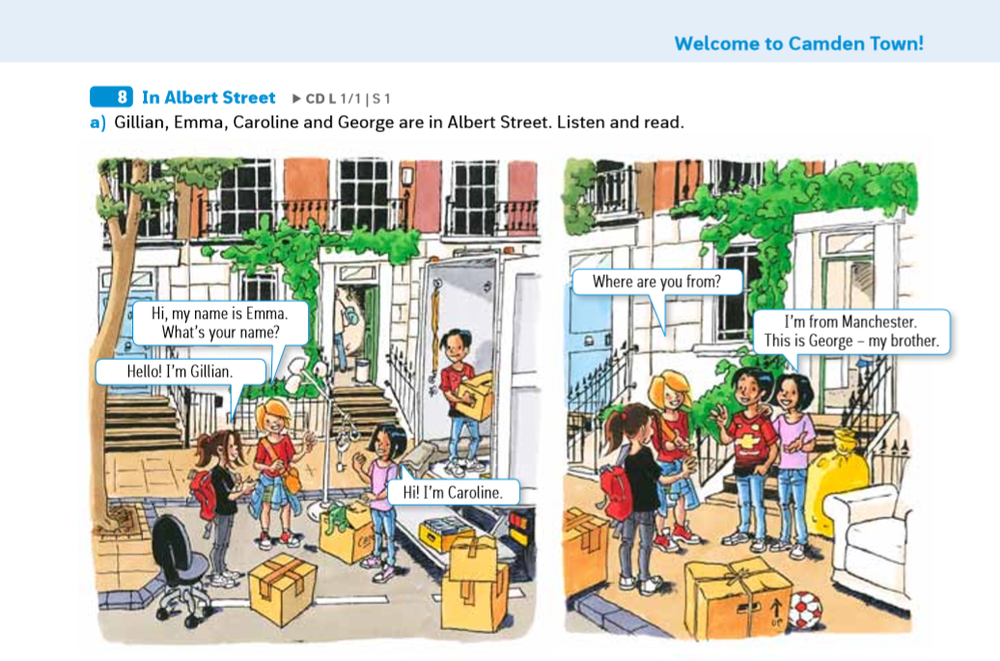 Welcome to Camden Town!
8 In Albert Street ▶ CD L 1/1 | S 1
a) Gillian, Emma, Caroline and George are in Albert Street. Listen and read.
Hi, my name is Emma.
What's your name?
Hello! I'm Gillian.
Hi! I'm Caroline.
Where are you from?
I'm from Manchester.
This is George – my brother.
UP